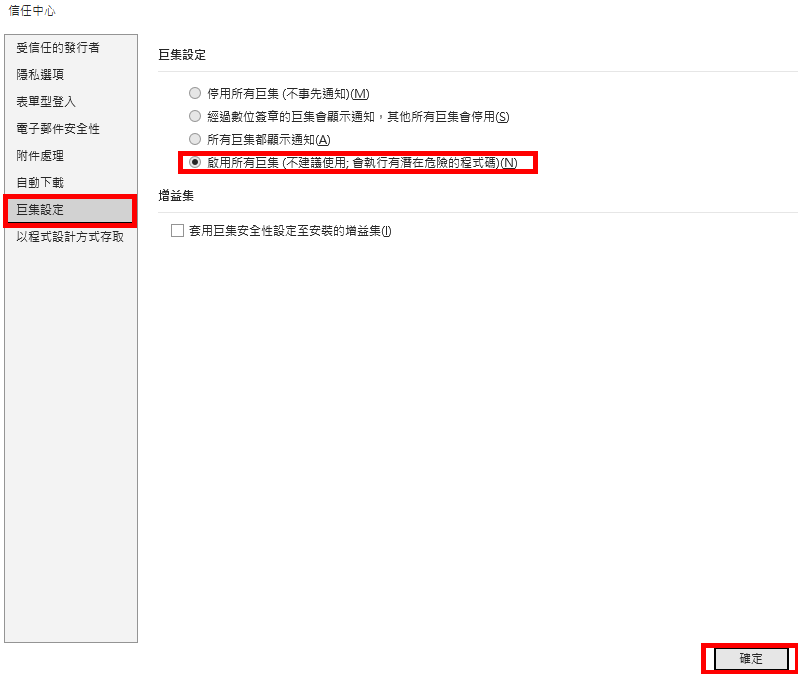 信任中心
受信任的發行者
隱私選項
表單型登入
電子郵件安全性
附件處理
自動下載
巨集設定
以程式設計方式存取
巨集設定
停用所有巨集 (不事先通知)(M)
經過數位簽章的巨集會顯示通知，其他所有巨集會停用(S)
所有巨集都顯示通知(A)
啟用所有巨集 (不建議使用; 會執行有潛在危險的程式碼)(N)
增益集
套用巨集安全性設定至安裝的增益集(I)
確定